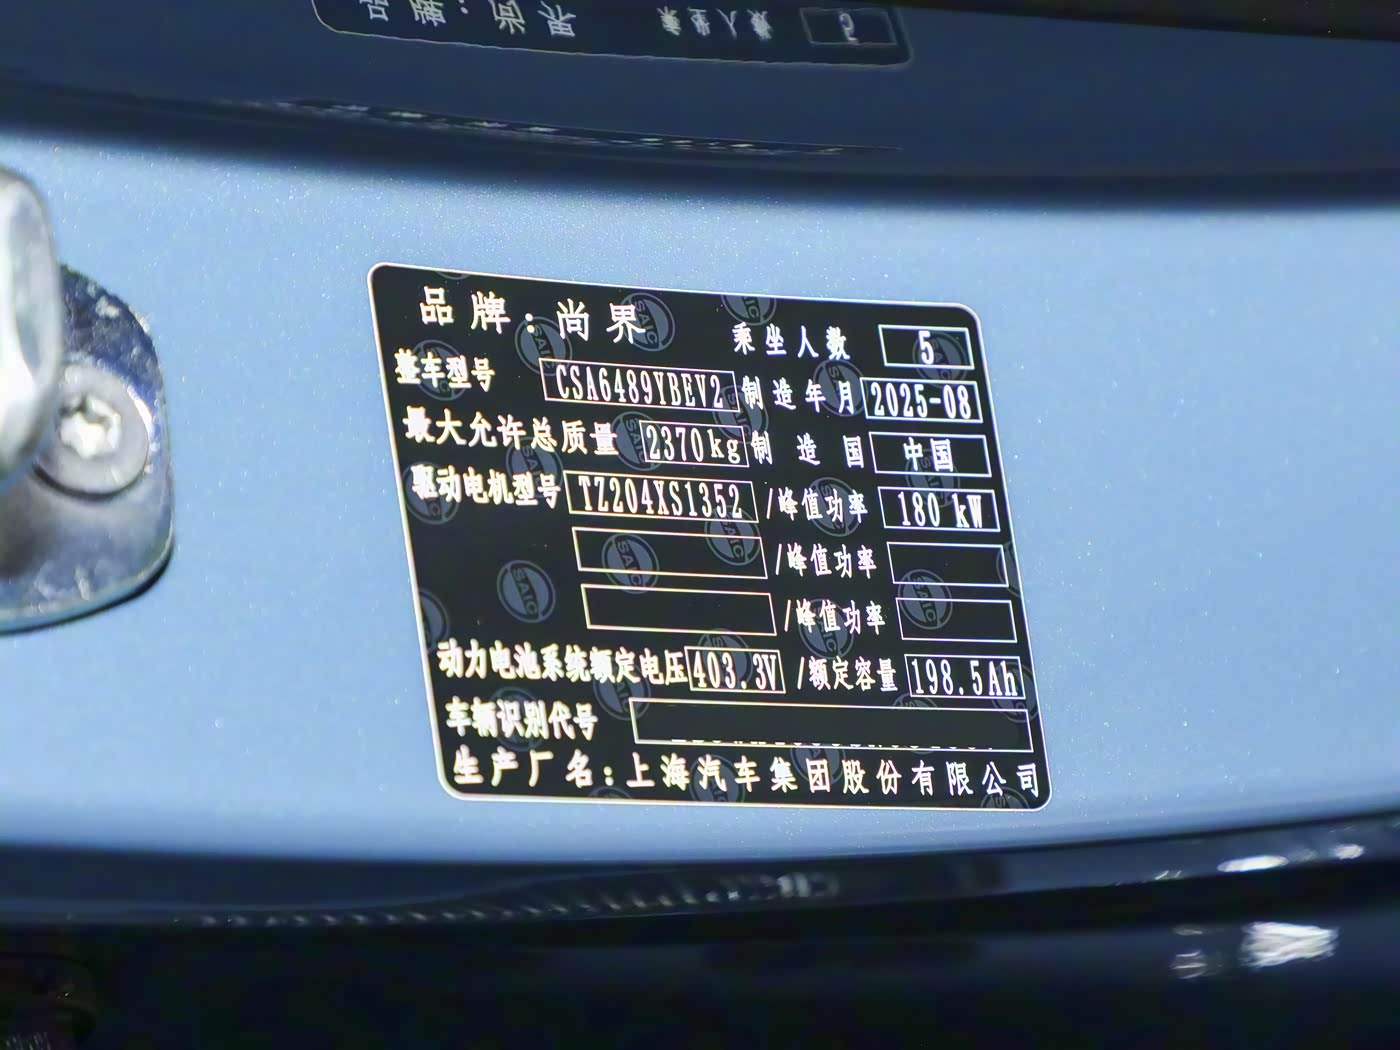 品牌：尚界 乘坐人数 5
整车型号 CSA6489YBEV2 制造年月 2025-08
最大允许总质量 2370kg 制造国 中国
驱动电机型号 TZ204XS1352 /峰值功率 180 kW
/峰值功率
/峰值功率
动力电池系统额定电压 403.3V /额定容量 198.5Ah
车辆识别代号
生产厂名：上海汽车集团股份有限公司